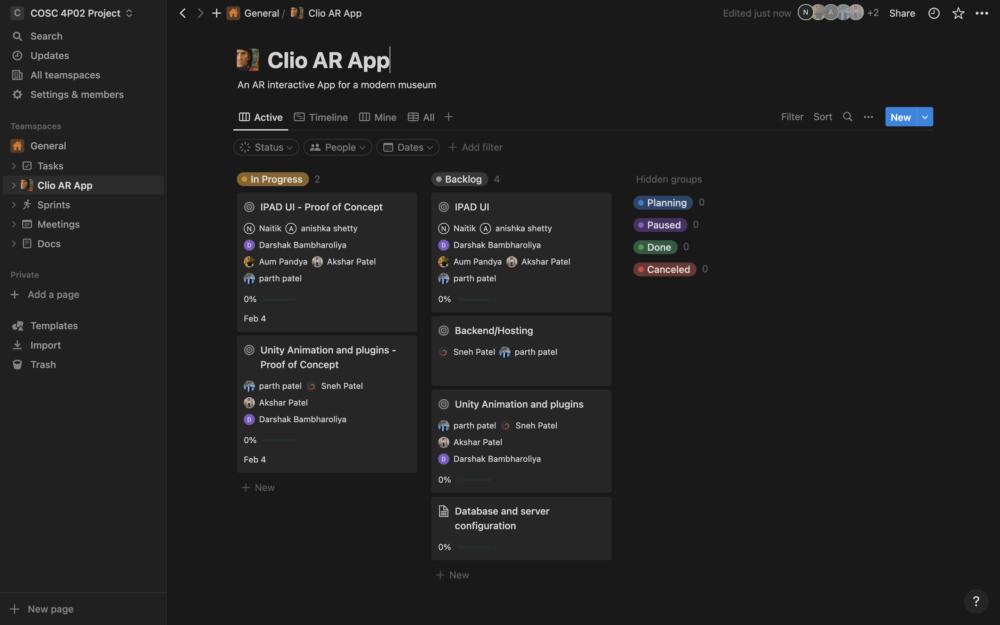 C COSC 4P02 Project
Search
Updates
All teamspaces
Settings & members
Teamspaces
General
Tasks
Clio AR App
Sprints
Meetings
Docs
Private
Add a page
Templates
Import
Trash
New page
General / Clio AR App
Edited just now N A +2 Share
Clio AR App
An AR interactive App for a modern museum
Active Timeline Mine All
Filter Sort New
Status People Dates Add filter
In Progress 2
IPAD UI - Proof of Concept
N Naitik A anishka shetty
D Darshak Bambharoliya
Aum Pandya Akshar Patel
parth patel
0%
Feb 4
Unity Animation and plugins -
Proof of Concept
parth patel Sneh Patel
Akshar Patel
D Darshak Bambharoliya
0%
Feb 4
New
Backlog 4
IPAD UI
N Naitik A anishka shetty
D Darshak Bambharoliya
Aum Pandya Akshar Patel
parth patel
0%
Backend/Hosting
Sneh Patel parth patel
Unity Animation and plugins
parth patel Sneh Patel
Akshar Patel
D Darshak Bambharoliya
0%
Database and server
configuration
0%
New
Hidden groups
Planning 0
Paused 0
Done 0
Canceled 0
?